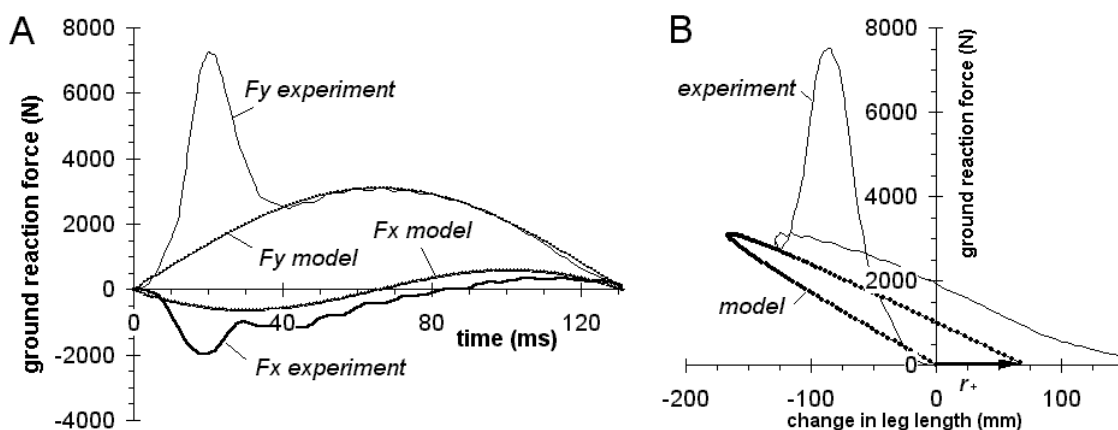 A
8000
6000
4000
2000
0
-2000
-4000
ground reaction force (N)
Fy experiment
Fx model
Fy model
0
40
80
120
time (ms)
Fx experiment
B
8000
6000
4000
2000
0
ground reaction force (N)
experiment
model
r+
-200
-100
0
100
change in leg length (mm)